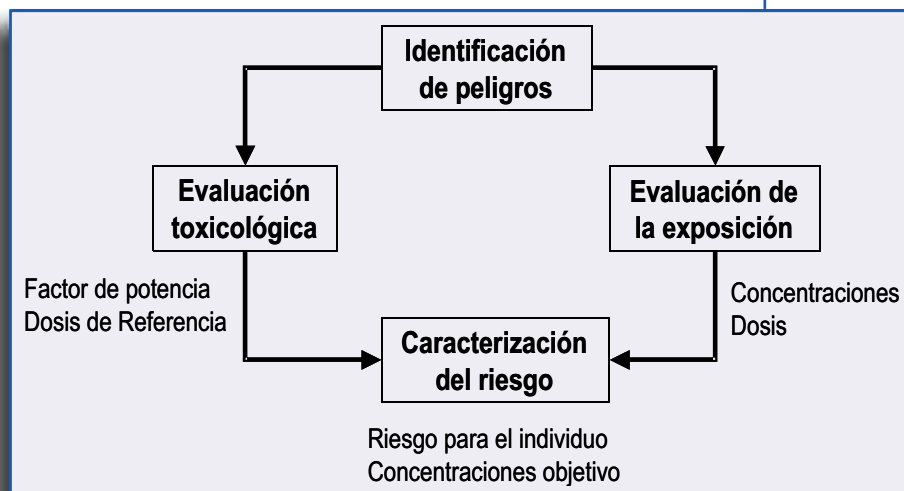 Identificación
de peligros
Evaluación
toxicológica
Evaluación de
la exposición
Factor de potencia
Dosis de Referencia
Concentraciones
Dosis
Caracterización
del riesgo
Riesgo para el individuo
Concentraciones objetivo